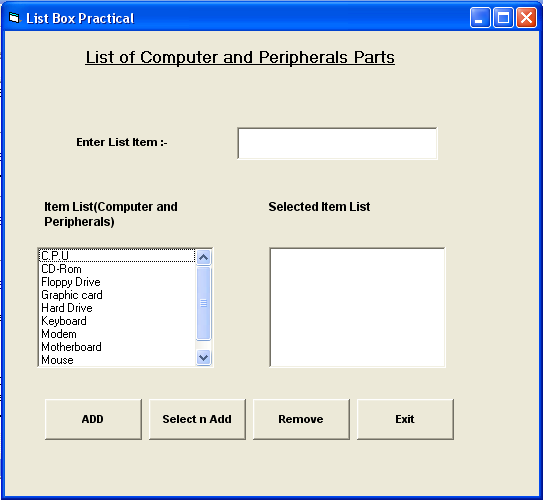 List Box Practical
List of Computer and Peripherals Parts
Enter List Item :-
Item List(Computer and
Peripherals)
Selected Item List
C.P.U
CD-Rom
Floppy Drive
Graphic card
Hard Drive
Keyboard
Modem
Motherboard
Mouse
ADD
Select n Add
Remove
Exit